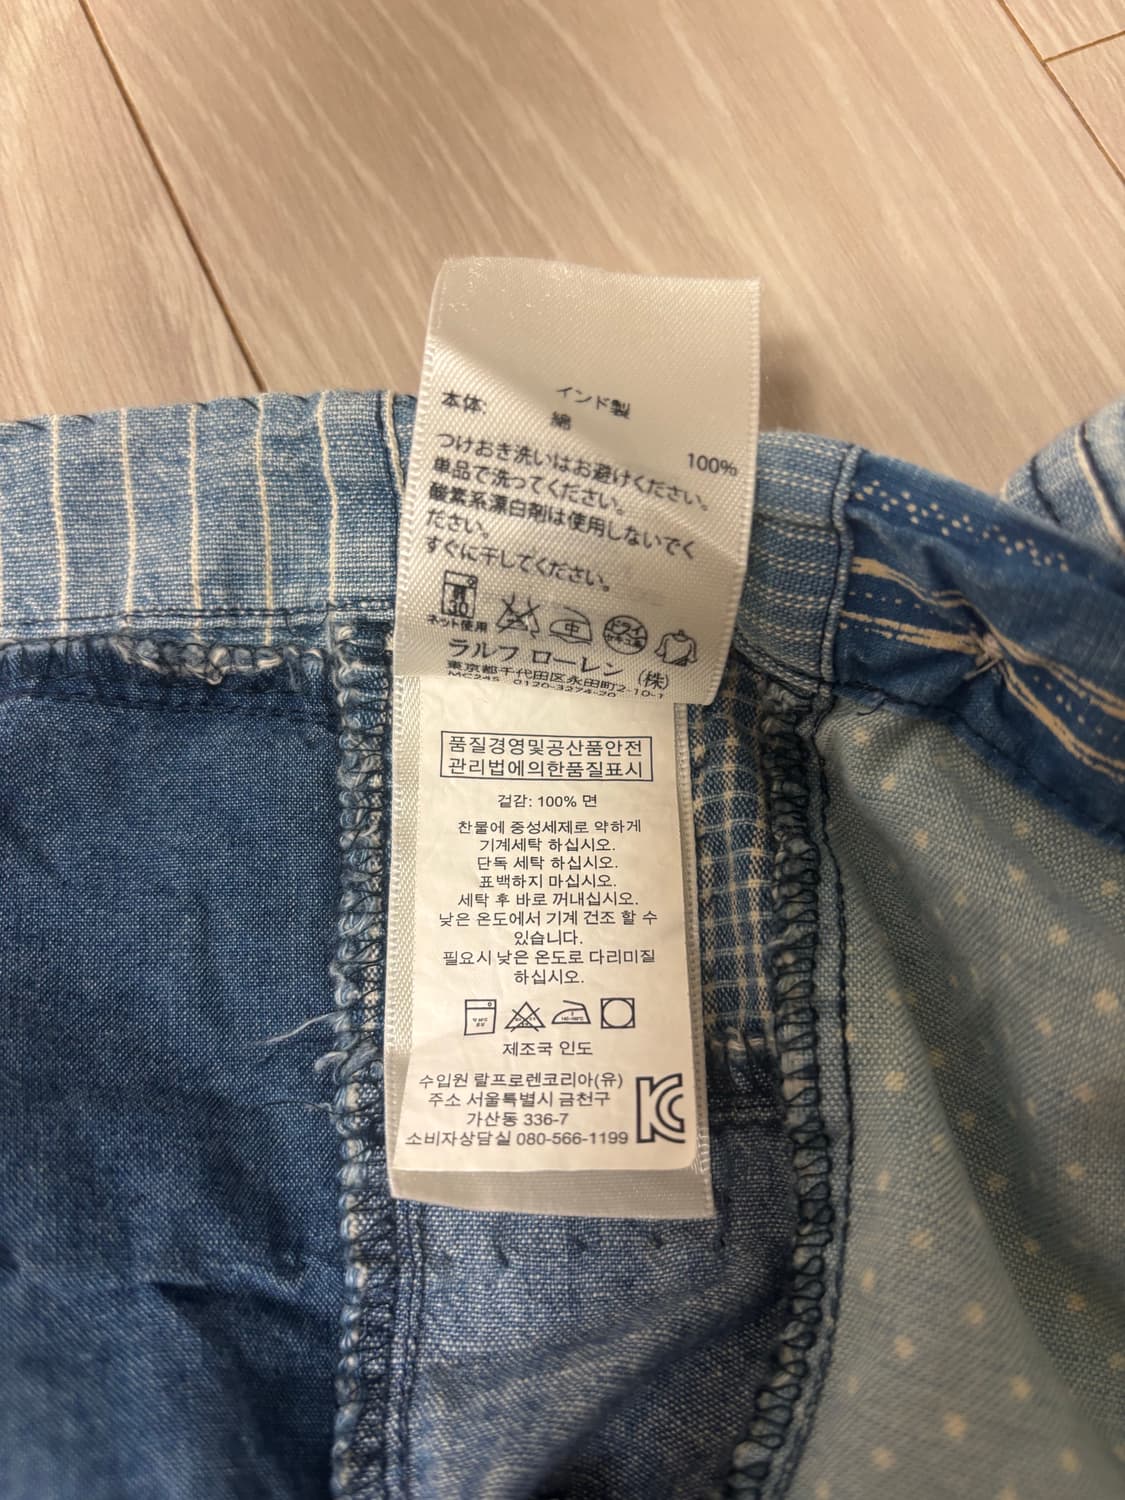 インド製
本体: 綿 100%
つけおき洗いはお避けください。
単品で洗ってください。
酸素系漂白剤は使用しないでく
ださい。
すぐに干してください。
30
中
ドライ
ネット使用
ラルフ ローレン (株)
東京都千代田区永田町2-10-1
MC245 0120-3274-20
품질경영및공산품안전
관리법에의한품질표시
겉감: 100% 면
찬물에 중성세제로 약하게
기계세탁 하십시오.
단독 세탁 하십시오.
표백하지 마십시오.
세탁 후 바로 꺼내십시오.
낮은 온도에서 기계 건조 할 수
있습니다.
필요시 낮은 온도로 다리미질
하십시오.
제조국 인도
수입원 랄프로렌코리아(유)
주소 서울특별시 금천구
가산동 336-7
소비자상담실 080-566-1199
KC